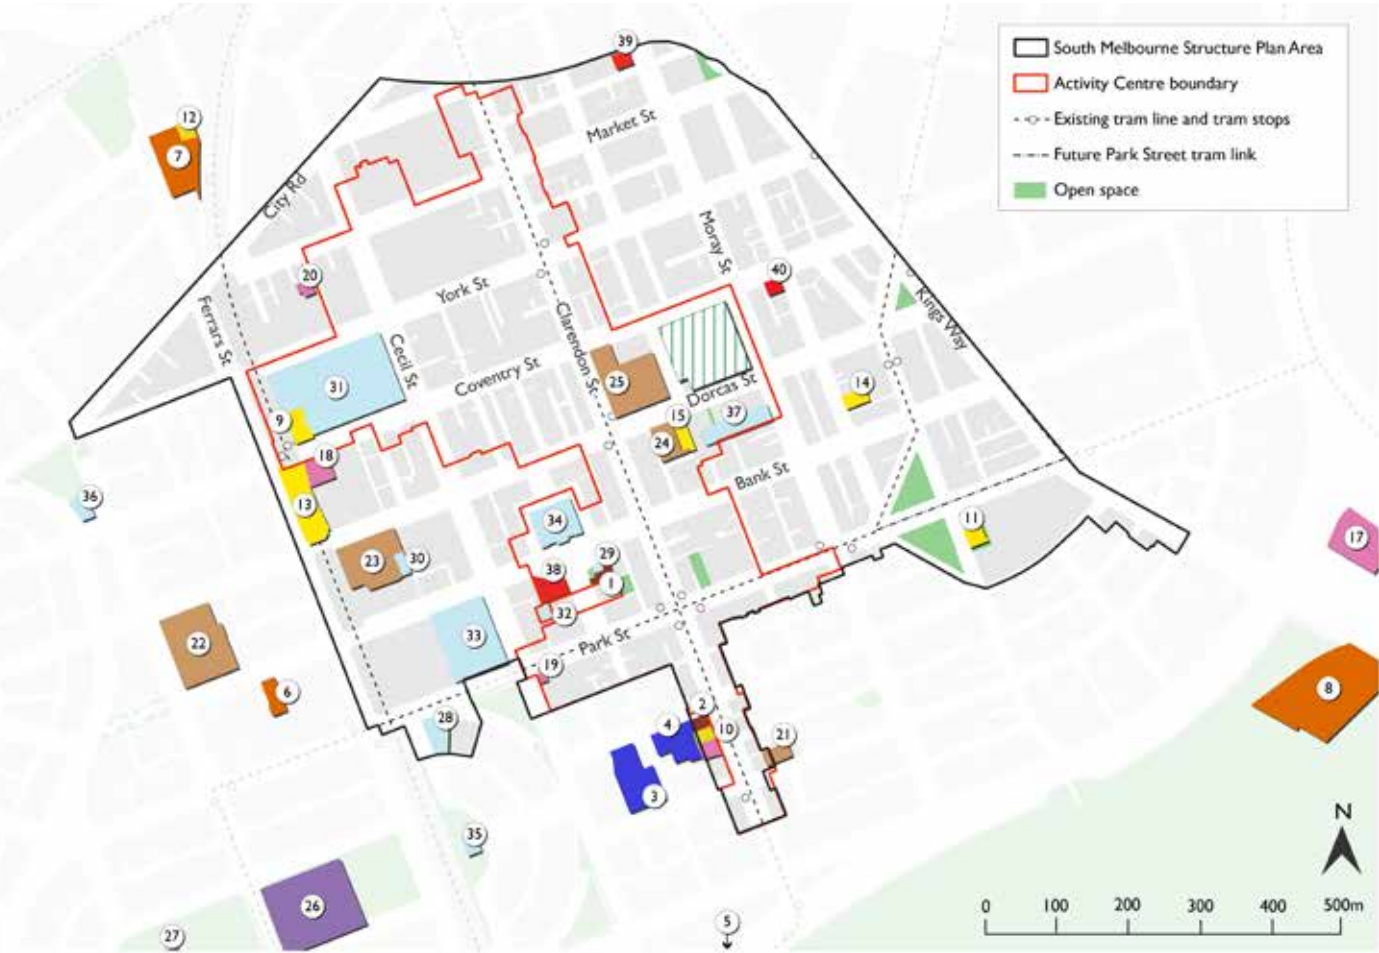 South Melbourne Structure Plan Area
Activity Centre boundary
Existing tram line and tram stops
Future Park Street tram link
Open space
39
12
7
Market St
City Rd
Moray St
20
40
York St
Kings Way
Ferrars St
Clarendon St
Cecil St
Coventry St
31
25
14
Dorcas St
9
15
37
24
18
Bank St
36
13
34
11
17
23
30
29
38
1
32
22
33
Park St
19
6
8
28
2
4
10
21
3
N
35
26
5
27
0 100 200 300 400 500m